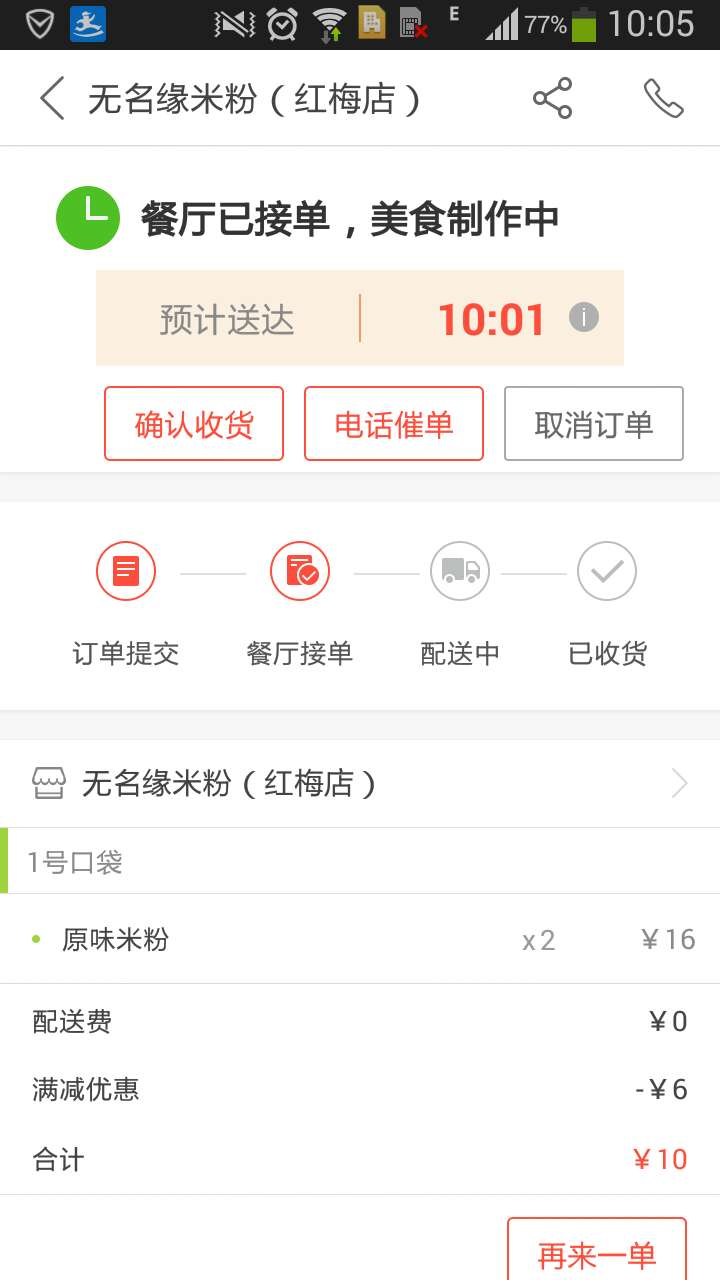 E 77% 10:05
无名缘米粉（红梅店）
餐厅已接单，美食制作中
预计送达 10:01
确认收货 电话催单 取消订单
订单提交 餐厅接单 配送中 已收货
无名缘米粉（红梅店）
1号口袋
原味米粉 x2 ¥16
配送费 ¥0
满减优惠 -¥6
合计 ¥10
再来一单